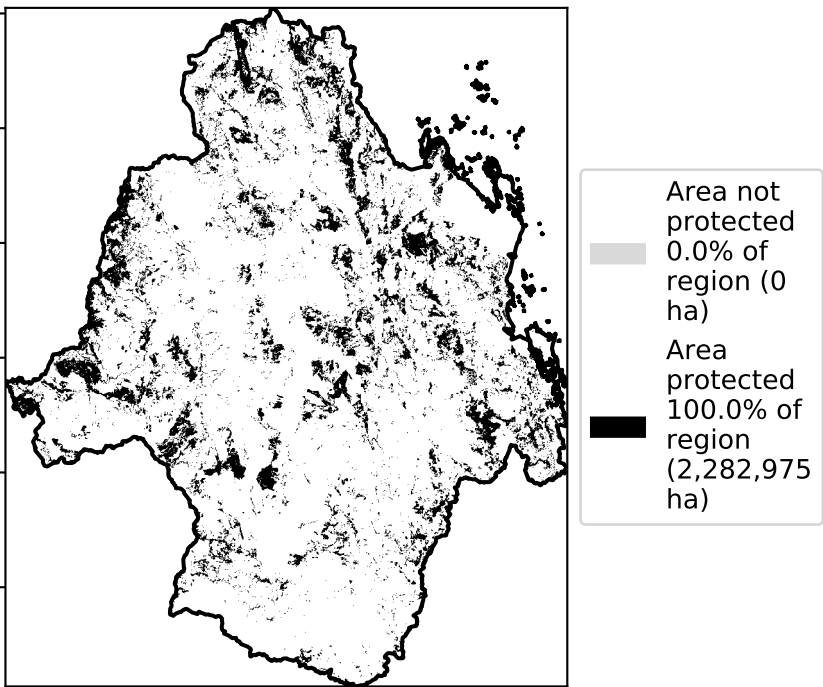 Area not
protected
0.0% of
region (0
ha)
Area
protected
100.0% of
region
(2,282,975
ha)